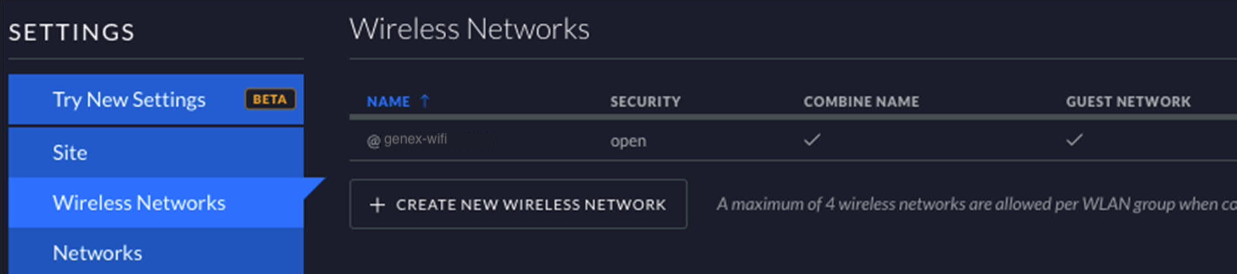 SETTINGS
Try New Settings BETA
Site
Wireless Networks
Networks
Wireless Networks
NAME ↑ SECURITY COMBINE NAME GUEST NETWORK
@ genex-wifi open ✓ ✓
+ CREATE NEW WIRELESS NETWORK A maximum of 4 wireless networks are allowed per WLAN group when co